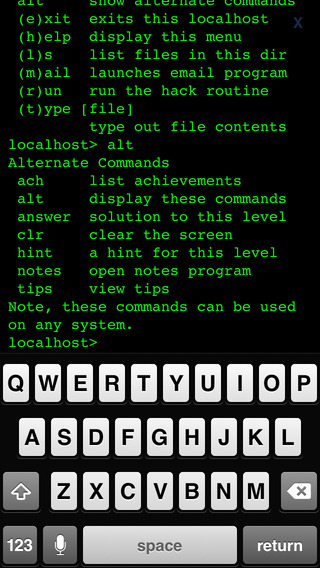 alt     show alternate commands
(e)xit  exits this localhost
X
(h)elp  display this menu
(l)s    list files in this dir
(m)ail  launches email program
(r)un   run the hack routine
(t)ype [file]
        type out file contents
localhost> alt
Alternate Commands
ach     list achievements
alt     display these commands
answer  solution to this level
clr     clear the screen
hint    a hint for this level
notes   open notes program
tips    view tips
Note, these commands can be used
on any system.
localhost>
Q W E R T Y U I O P
A S D F G H J K L
Z X C V B N M
123 space return